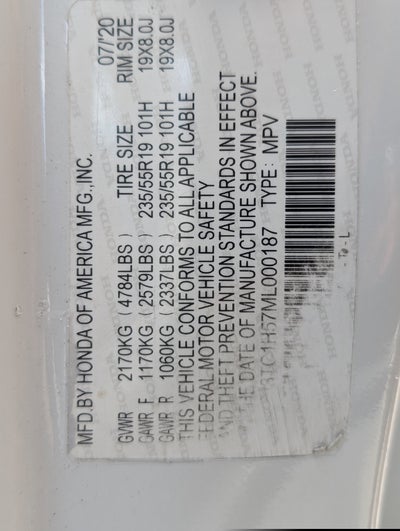 MFD.BY HONDA OF AMERICA MFG.,INC. 07/'20
GVWR 2170KG (4784LBS) TIRE SIZE RIM SIZE
GAWR F 1170KG (2579LBS) 235/55R19 101H 19X8.0J
GAWR R 1060KG (2337LBS) 235/55R19 101H 19X8.0J
THIS VEHICLE CONFORMS TO ALL APPLICABLE
FEDERAL MOTOR VEHICLE SAFETY
AND THEFT PREVENTION STANDARDS IN EFFECT
THE DATE OF MANUFACTURE SHOWN ABOVE.
TYPE: MPV